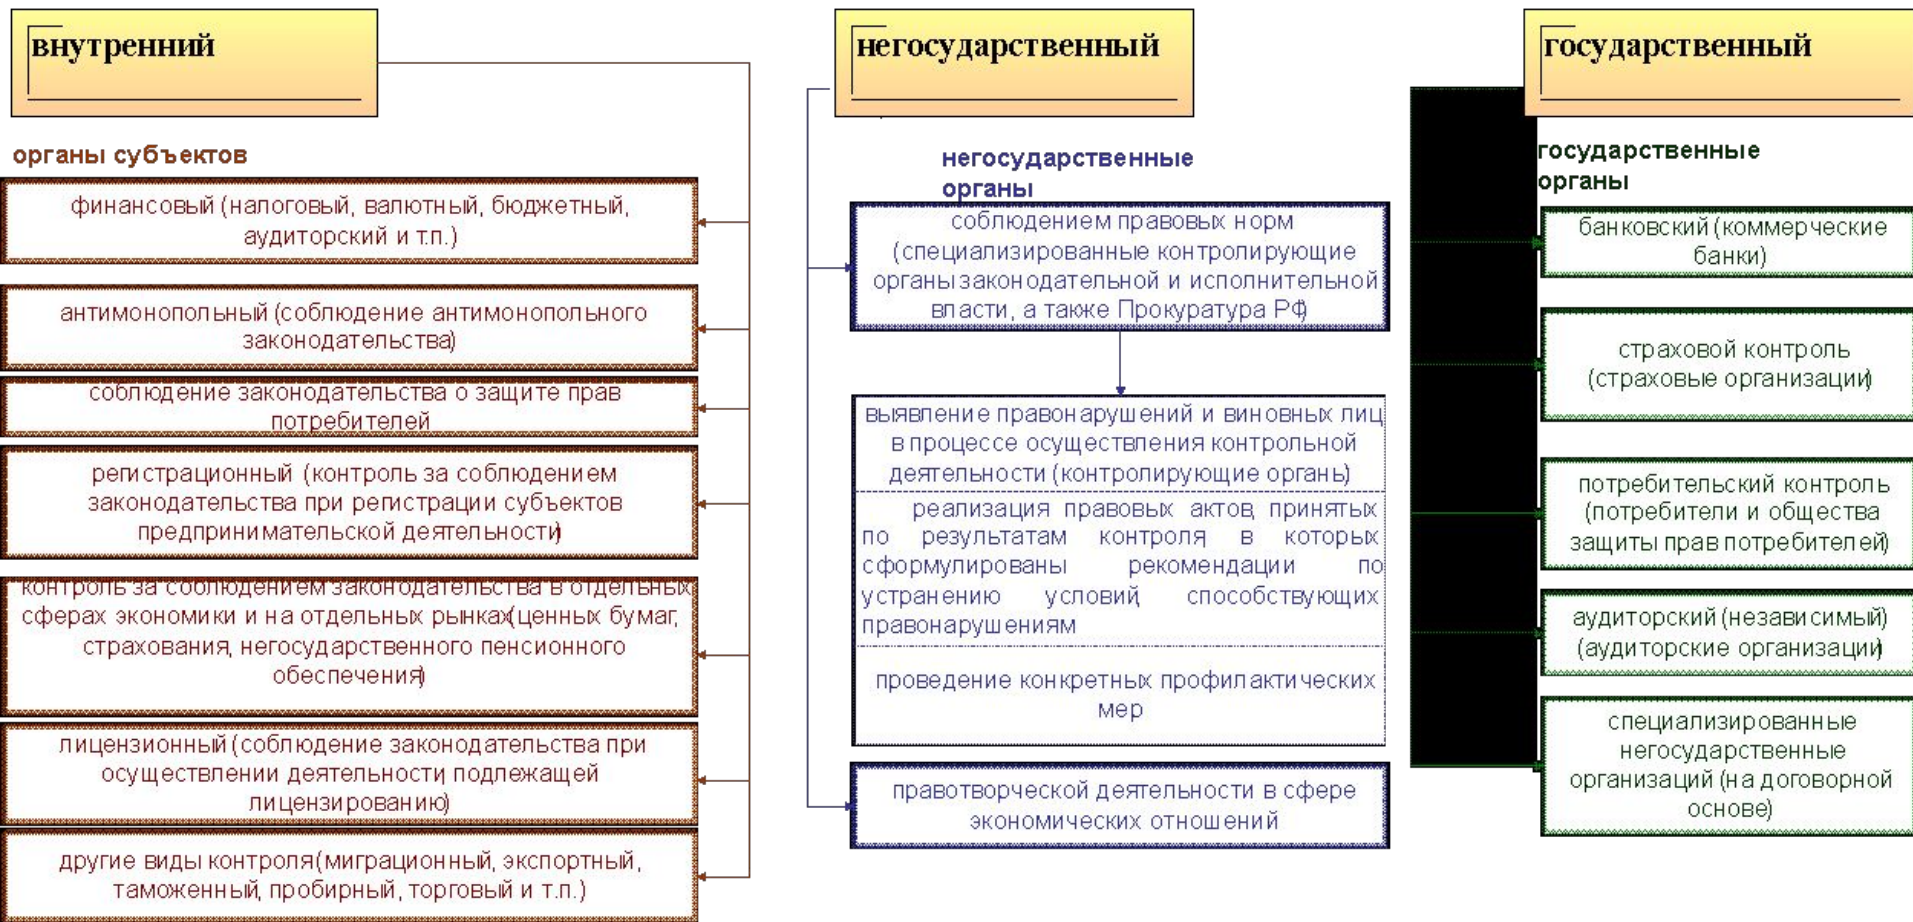 внутренний
органы субъектов
финансовый (налоговый, валютный, бюджетный,
аудиторский и т.п.)
антимонопольный (соблюдение антимонопольного
законодательства)
соблюдение законодательства о защите прав
потребителей
регистрационный (контроль за соблюдением
законодательства при регистрации субъектов
предпринимательской деятельности)
контроль за соблюдением законодательства в отдельных
сферах экономики и на отдельных рынках(ценных бумаг,
страхования, негосударственного пенсионного
обеспечения)
лицензионный (соблюдение законодательства при
осуществлении деятельности, подлежащей
лицензированию)
другие виды контроля(миграционный, экспортный,
таможенный, пробирный, торговый и т.п.)
негосударственный
негосударственные
органы
соблюдением правовых норм
(специализированные контролирующие
органы законодательной и исполнительной
власти, а также Прокуратура РФ)
выявление правонарушений и виновных лиц
в процессе осуществления контрольной
деятельности (контролирующие органы)
реализация правовых актов, принятых
по результатам контроля, в которых
сформулированы рекомендации по
устранению условий, способствующих
правонарушениям
проведение конкретных профилактических
мер
правотворческой деятельности в сфере
экономических отношений
государственный
государственные
органы
банковский (коммерческие
банки)
страховой контроль
(страховые организации)
потребительский контроль
(потребители и общества
защиты прав потребителей)
аудиторский (независимый)
(аудиторские организации)
специализированные
негосударственные
организаций (на договорной
основе)